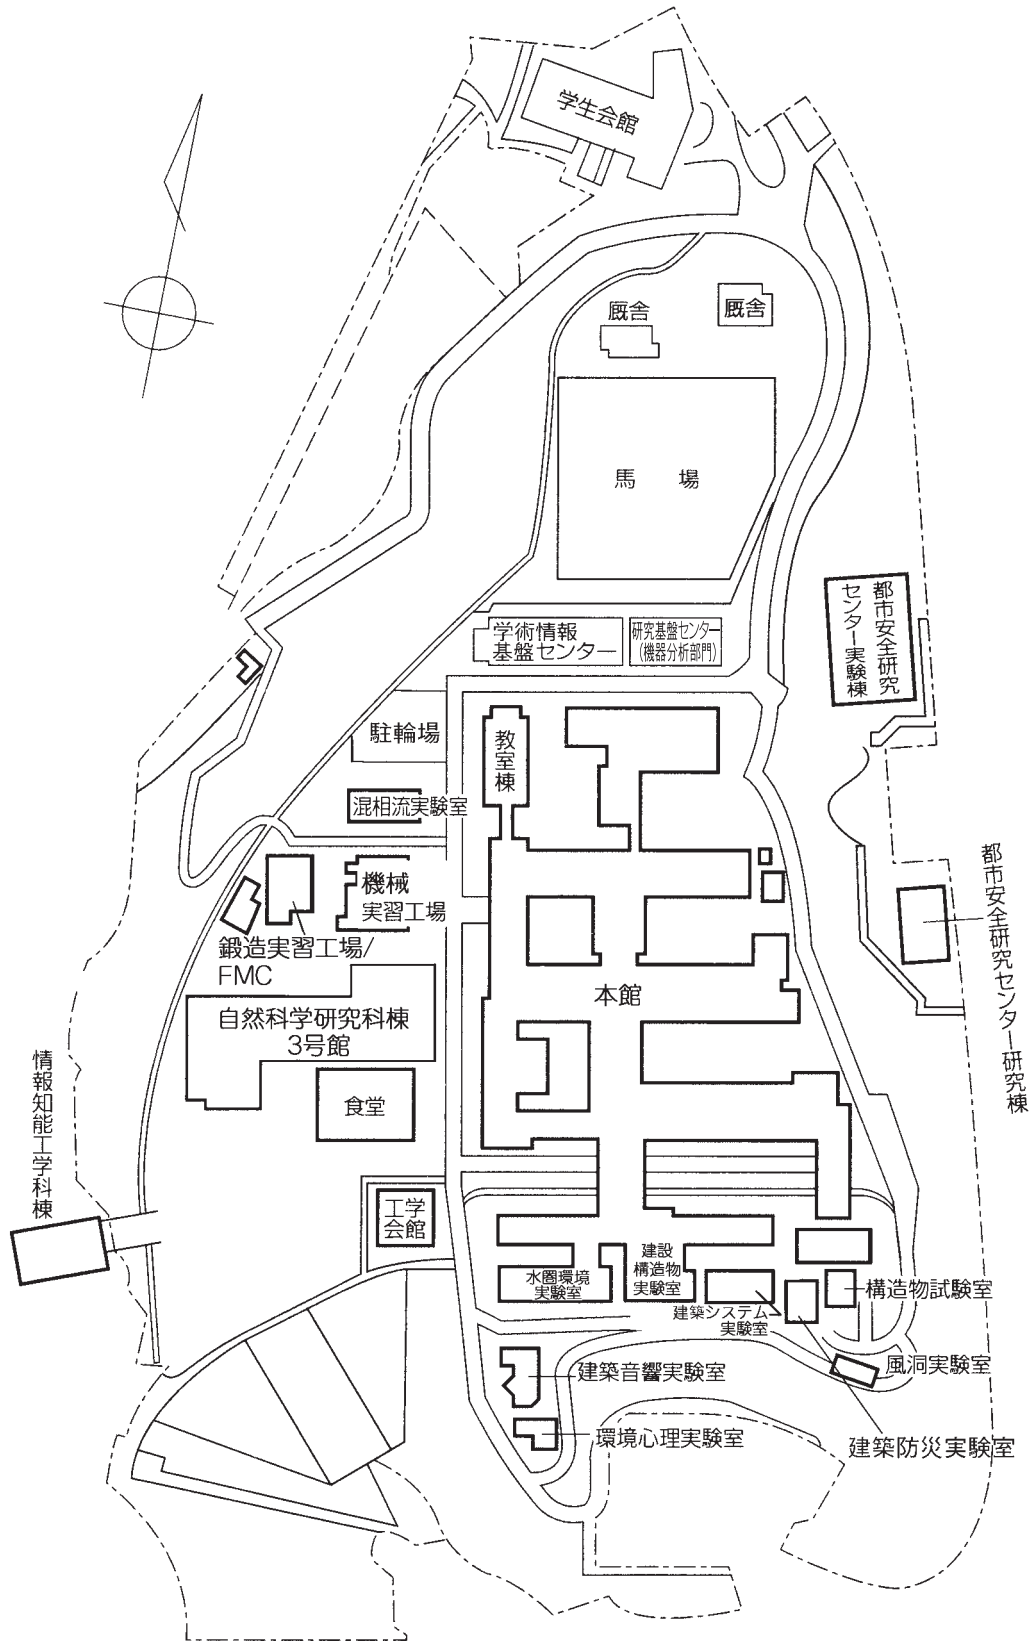 学生会館
厩舎
厩舎
馬 場
都市安全研究
センター実験棟
学術情報
基盤センター
研究基盤センター
(機器分析部門)
駐輪場
教室棟
混相流実験室
機械
実習工場
鍛造実習工場/
FMC
都市安全研究センター研究棟
本館
自然科学研究科棟
3号館
情報知能工学科棟
食堂
工学
会館
水圏環境
実験室
建設
構造物
実験室
建築システム
実験室
構造物試験室
風洞実験室
建築音響実験室
環境心理実験室
建築防災実験室